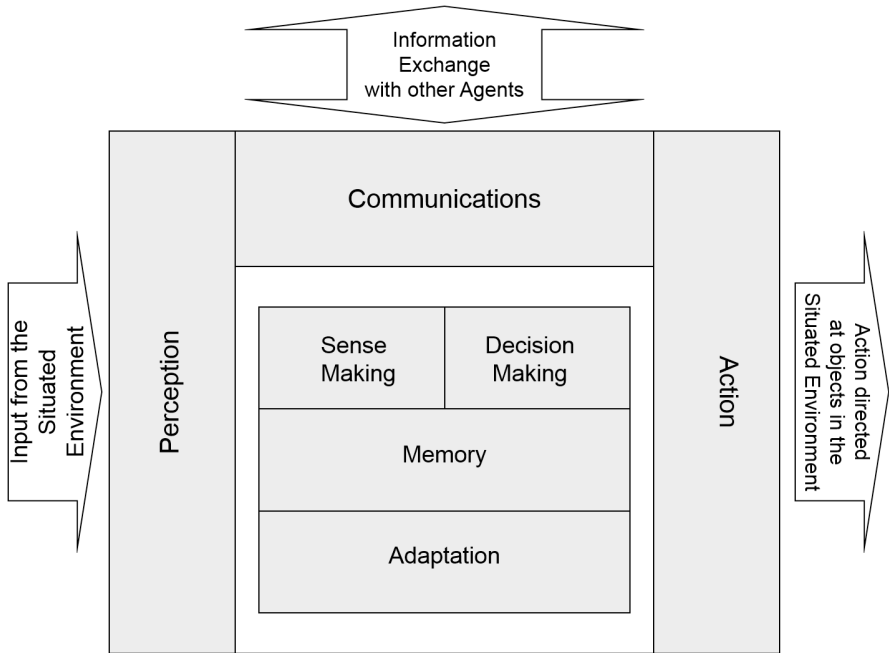 Information
Exchange
with other Agents
Communications
Input from the
Situated
Environment
Perception
Sense
Making
Decision
Making
Memory
Adaptation
Action
Action directed
at objects in the
Situated Environment